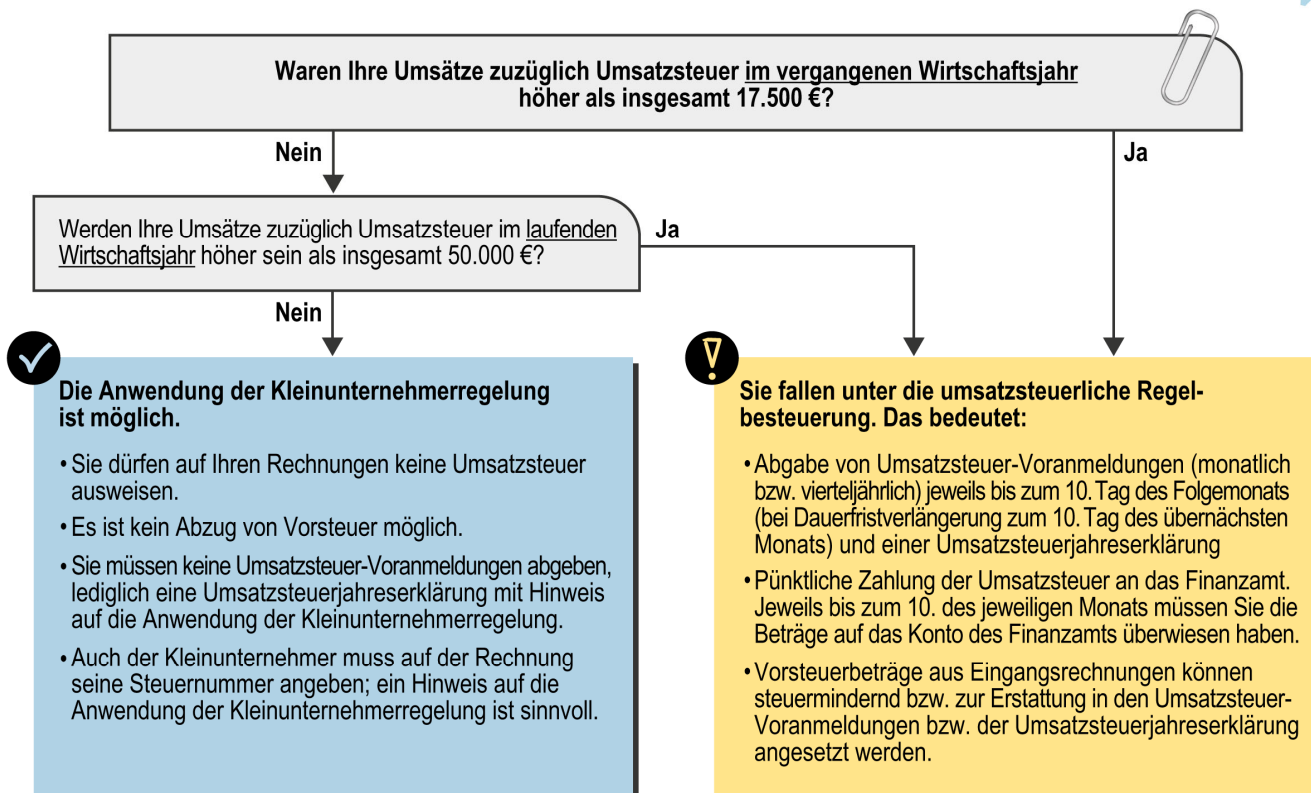 Waren Ihre Umsätze zuzüglich Umsatzsteuer im vergangenen Wirtschaftsjahr
höher als insgesamt 17.500 €?
Nein
Ja
Werden Ihre Umsätze zuzüglich Umsatzsteuer im laufenden
Wirtschaftsjahr höher sein als insgesamt 50.000 €?
Ja
Nein
Die Anwendung der Kleinunternehmerregelung
ist möglich.
• Sie dürfen auf Ihren Rechnungen keine Umsatzsteuer
ausweisen.
• Es ist kein Abzug von Vorsteuer möglich.
• Sie müssen keine Umsatzsteuer-Voranmeldungen abgeben,
lediglich eine Umsatzsteuerjahreserklärung mit Hinweis
auf die Anwendung der Kleinunternehmerregelung.
• Auch der Kleinunternehmer muss auf der Rechnung
seine Steuernummer angeben; ein Hinweis auf die
Anwendung der Kleinunternehmerregelung ist sinnvoll.
Sie fallen unter die umsatzsteuerliche Regel-
besteuerung. Das bedeutet:
• Abgabe von Umsatzsteuer-Voranmeldungen (monatlich
bzw. vierteljährlich) jeweils bis zum 10. Tag des Folgemonats
(bei Dauerfristverlängerung zum 10. Tag des übernächsten
Monats) und einer Umsatzsteuerjahreserklärung
• Pünktliche Zahlung der Umsatzsteuer an das Finanzamt.
Jeweils bis zum 10. des jeweiligen Monats müssen Sie die
Beträge auf das Konto des Finanzamts überwiesen haben.
• Vorsteuerbeträge aus Eingangsrechnungen können
steuermindernd bzw. zur Erstattung in den Umsatzsteuer-
Voranmeldungen bzw. der Umsatzsteuerjahreserklärung
angesetzt werden.